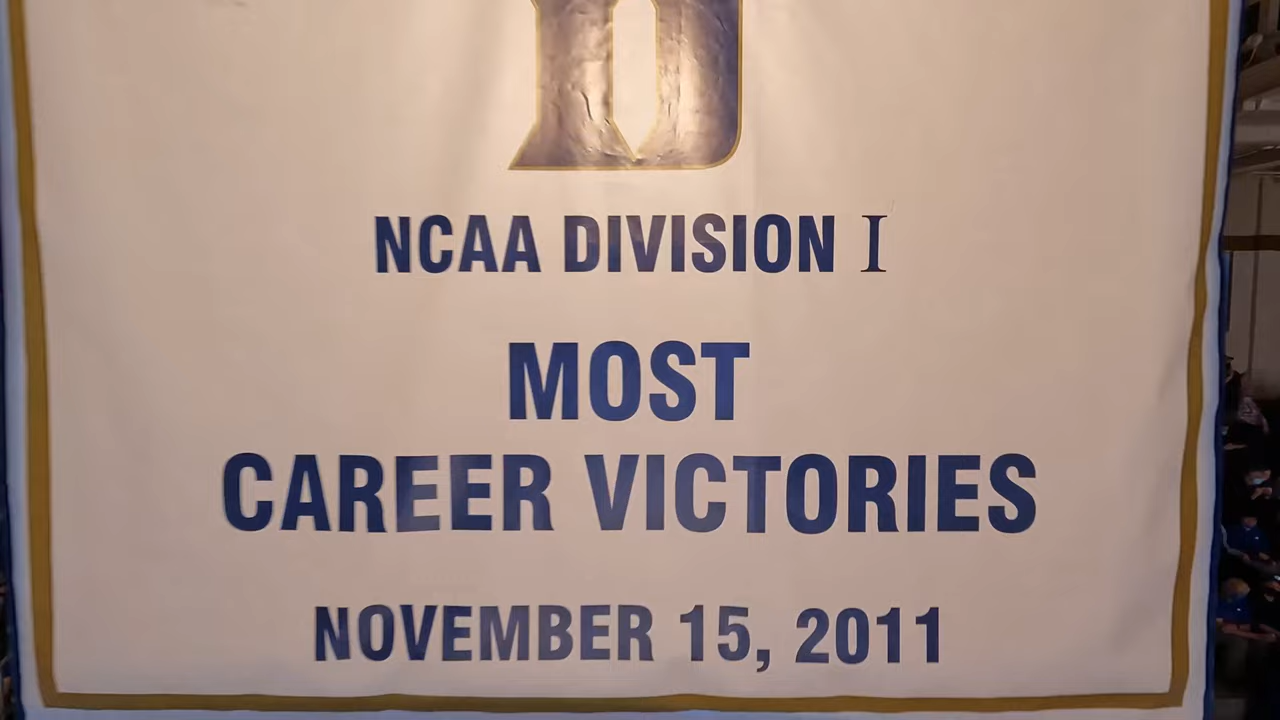 D
NCAA DIVISION I
MOST
CAREER VICTORIES
NOVEMBER 15, 2011